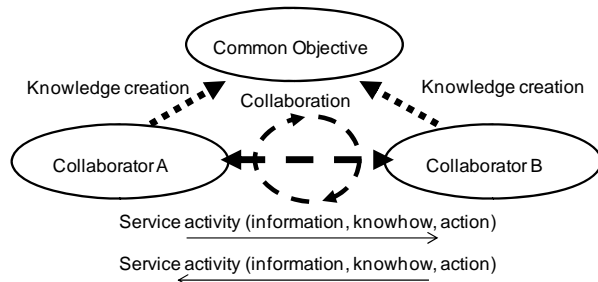 Common Objective
Knowledge creation
Knowledge creation
Collaboration
Collaborator A
Collaborator B
Service activity (information, knowhow, action)
Service activity (information, knowhow, action)